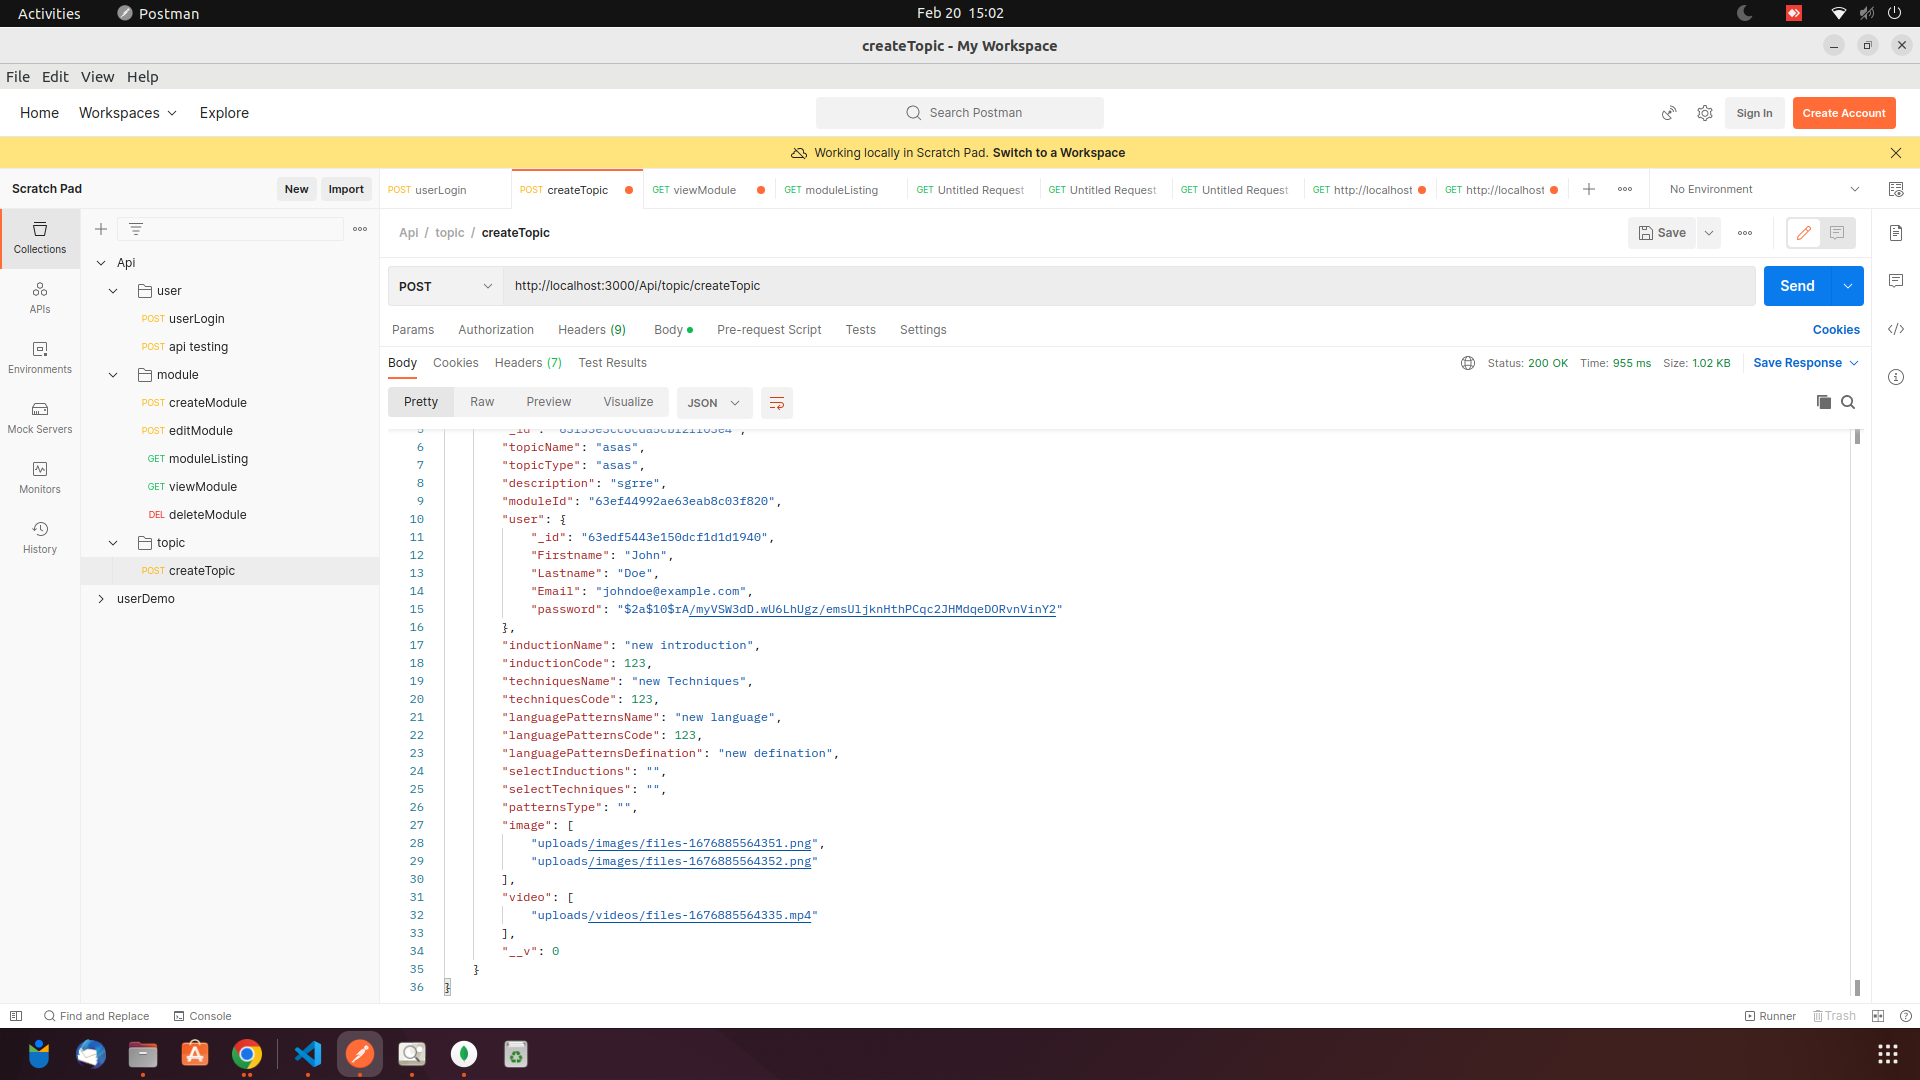 Activities Postman Feb 20 15:02
createTopic - My Workspace
File Edit View Help
Home Workspaces Explore Search Postman Sign In Create Account
Working locally in Scratch Pad. Switch to a Workspace
Scratch Pad New Import
POST userLogin POST createTopic GET viewModule GET moduleListing GET Untitled Request GET Untitled Request GET Untitled Request GET http://localhost GET http://localhost No Environment
Collections
APIs
Environments
Mock Servers
Monitors
History
Api
user
POST userLogin
POST api testing
module
POST createModule
POST editModule
GET moduleListing
GET viewModule
DEL deleteModule
topic
POST createTopic
userDemo
Api / topic / createTopic Save
POST http://localhost:3000/Api/topic/createTopic Send
Params Authorization Headers (9) Body Pre-request Script Tests Settings Cookies
Body Cookies Headers (7) Test Results Status: 200 OK Time: 955 ms Size: 1.02 KB Save Response
Pretty Raw Preview Visualize JSON
6 "topicName": "asas",
7 "topicType": "asas",
8 "description": "sgrre",
9 "moduleId": "63ef44992ae63eab8c03f820",
10 "user": {
11 "_id": "63edf5443e150dcf1d1d1940",
12 "Firstname": "John",
13 "Lastname": "Doe",
14 "Email": "johndoe@example.com",
15 "password": "$2a$10$rA/myVSW3dD.wU6LhUgz/emsUljknHthPCqc2JHMdqeDORvnVinY2"
16 },
17 "inductionName": "new introduction",
18 "inductionCode": 123,
19 "techniquesName": "new Techniques",
20 "techniquesCode": 123,
21 "languagePatternsName": "new language",
22 "languagePatternsCode": 123,
23 "languagePatternsDefination": "new defination",
24 "selectInductions": "",
25 "selectTechniques": "",
26 "patternsType": "",
27 "image": [
28 "uploads/images/files-1676885564351.png",
29 "uploads/images/files-1676885564352.png"
30 ],
31 "video": [
32 "uploads/videos/files-1676885564335.mp4"
33 ],
34 "__v": 0
35 }
36 }
Find and Replace Console Runner Trash